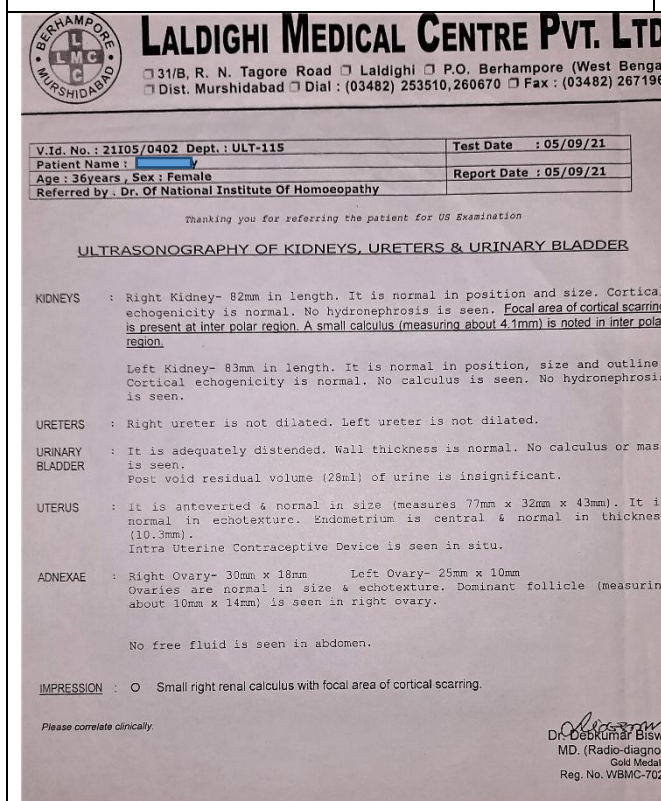 BERHAMPORE
LMC
MURSHIDABAD
LALDIGHI MEDICAL CENTRE PVT. LTD
31/B, R. N. Tagore Road Laldighi P.O. Berhampore (West Benga
Dist. Murshidabad Dial : (03482) 253510,260670 Fax : (03482) 267196
V.Id. No. : 21I05/0402 Dept. : ULT-115 Test Date : 05/09/21
Patient Name :
Age : 36years , Sex : Female Report Date : 05/09/21
Referred by . Dr. Of National Institute Of Homoeopathy
Thanking you for referring the patient for US Examination
ULTRASONOGRAPHY OF KIDNEYS, URETERS & URINARY BLADDER
KIDNEYS : Right Kidney- 82mm in length. It is normal in position and size. Cortica
echogenicity is normal. No hydronephrosis is seen. Focal area of cortical scarring
is present at inter polar region. A small calculus (measuring about 4.1mm) is noted in inter pola
region.
Left Kidney- 83mm in length. It is normal in position, size and outline
Cortical echogenicity is normal. No calculus is seen. No hydronephrosi
is seen.
URETERS : Right ureter is not dilated. Left ureter is not dilated.
URINARY BLADDER : It is adequately distended. Wall thickness is normal. No calculus or mas
is seen.
Post void residual volume (28ml) of urine is insignificant.
UTERUS : It is anteverted & normal in size (measures 77mm x 32mm x 43mm). It i
normal in echotexture. Endometrium is central & normal in thicknes
(10.3mm).
Intra Uterine Contraceptive Device is seen in situ.
ADNEXAE : Right Ovary- 30mm x 18mm Left Ovary- 25mm x 10mm
Ovaries are normal in size & echotexture. Dominant follicle (measurin
about 10mm x 14mm) is seen in right ovary.
No free fluid is seen in abdomen.
IMPRESSION : O Small right renal calculus with focal area of cortical scarring.
Please correlate clinically.
Dr. Debkumar Bisw
MD. (Radio-diagno
Gold Medal
Reg. No. WBMC-702